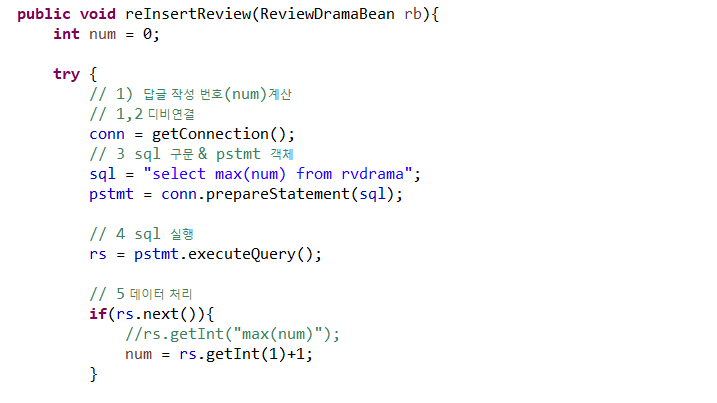 public void reInsertReview(ReviewDramaBean rb){
int num = 0;
try {
// 1) 답글 작성 번호(num)계산
// 1,2 디비연결
conn = getConnection();
// 3 sql 구문 & pstmt 객체
sql = "select max(num) from rvdrama";
pstmt = conn.prepareStatement(sql);
// 4 sql 실행
rs = pstmt.executeQuery();
// 5 데이터 처리
if(rs.next()){
//rs.getInt("max(num)");
num = rs.getInt(1)+1;
}